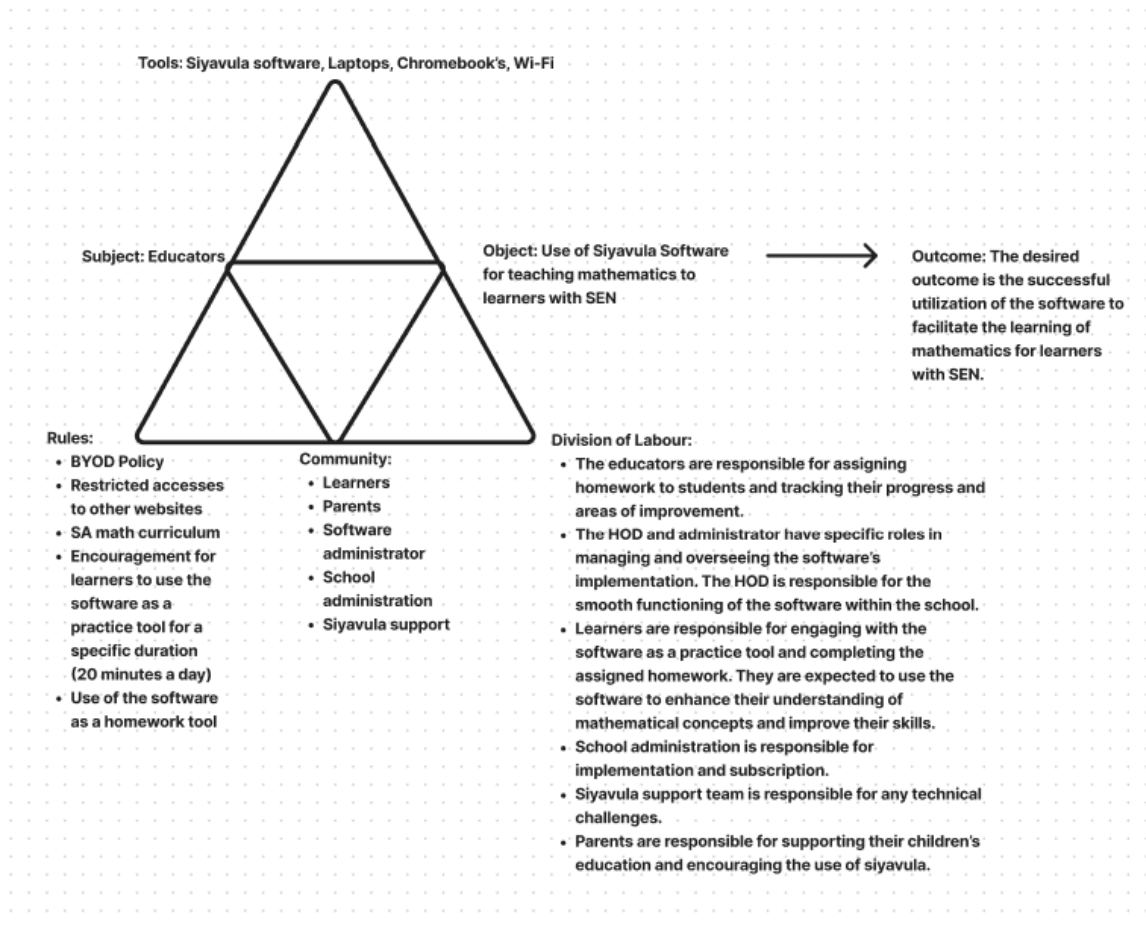 Tools: Siyavula software, Laptops, Chromebook's, Wi-Fi
Subject: Educators
Object: Use of Siyavula Software
for teaching mathematics to
learners with SEN
Outcome: The desired
outcome is the successful
utilization of the software to
facilitate the learning of
mathematics for learners
with SEN.
Rules:
• BYOD Policy
• Restricted accesses
to other websites
• SA math curriculum
• Encouragement for
learners to use the
software as a
practice tool for a
specific duration
(20 minutes a day)
• Use of the software
as a homework tool
Community:
• Learners
• Parents
• Software
administrator
• School
administration
• Siyavula support
Division of Labour:
• The educators are responsible for assigning
homework to students and tracking their progress and
areas of improvement.
• The HOD and administrator have specific roles in
managing and overseeing the software's
implementation. The HOD is responsible for the
smooth functioning of the software within the school.
• Learners are responsible for engaging with the
software as a practice tool and completing the
assigned homework. They are expected to use the
software to enhance their understanding of
mathematical concepts and improve their skills.
• School administration is responsible for
implementation and subscription.
• Siyavula support team is responsible for any technical
challenges.
• Parents are responsible for supporting their children's
education and encouraging the use of siyavula.